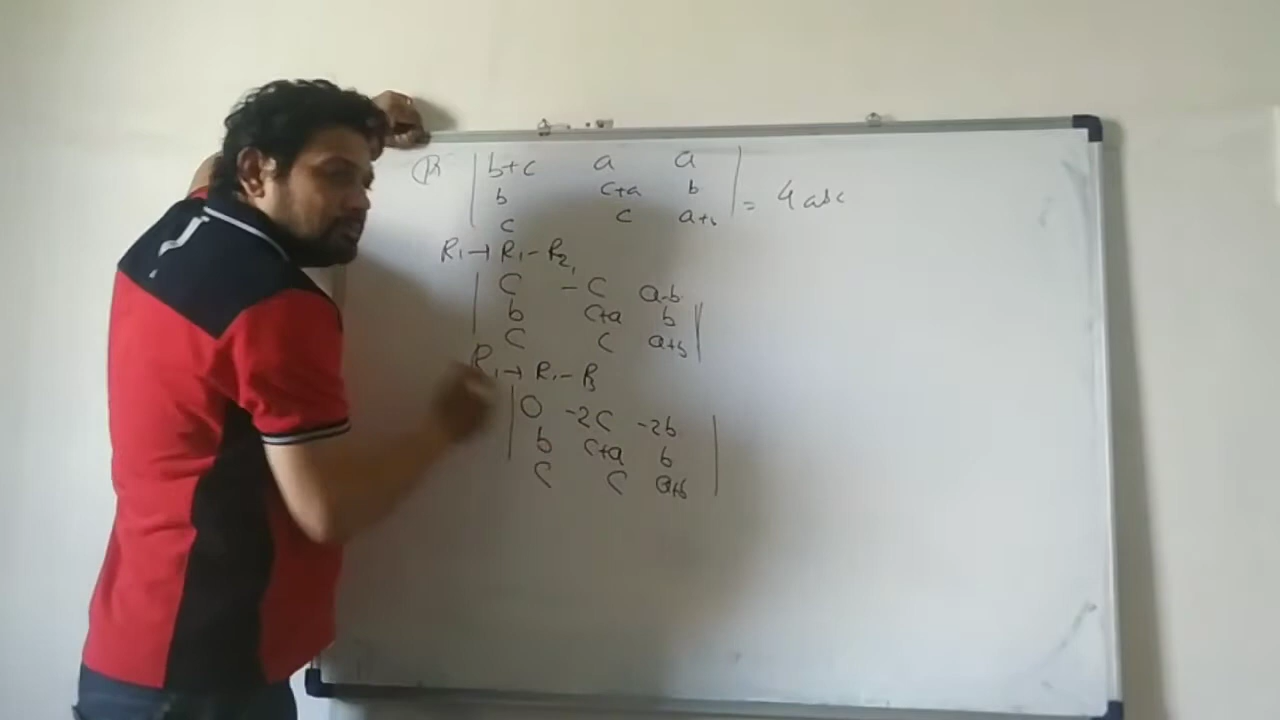 b+c a a
b c+a b = 4abc
c c a+b
R₁→R₁-R₂,
C -C a-b
b c+a b
C C a+b
R₁→R₁-R₃
0 -2C -2b
b C+a b
C C a+b